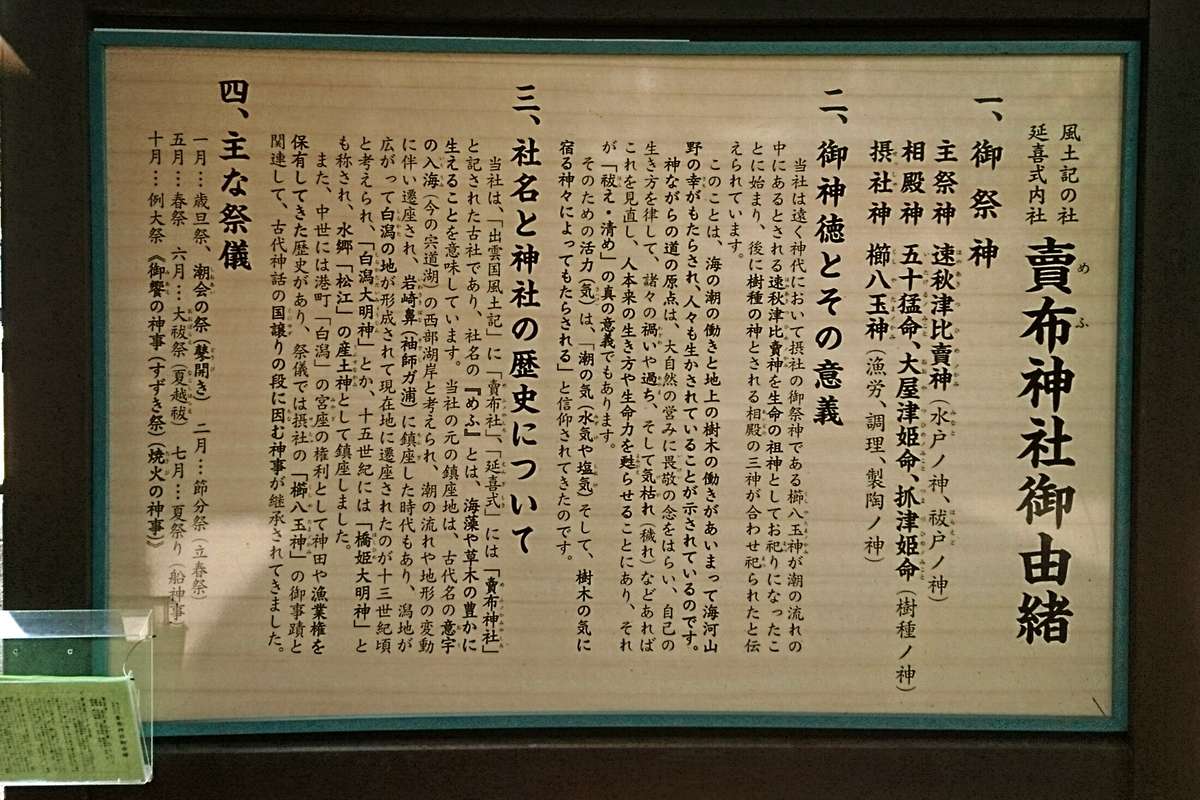 風土記の社
延喜式内社
賣布神社御由緒
一、御祭神
主祭神 速秋津比賣神(水戸ノ神、祓戸ノ神)
相殿神 五十猛命、大屋津姫命、抓津姫命(樹種ノ神)
摂社神 櫛八玉神(漁労、調理、製陶ノ神)
二、御神徳とその意義
当社は遠く神代において摂社の御祭神である櫛八玉神が潮の流れの
中にあるとされる速秋津比賣神を生命の祖神としてお祀りになったこ
とに始まり、後に樹種の神とされる相殿の三神が合わせ祀られたと伝
えられています。
このことは、海の潮の働きと地上の樹木の働きがあいまって海河山
野の幸がもたらされ、人々も生かされていることが示されているのです。
神ながらの道の原点は、大自然の営みに畏敬の念をはらい、自己の
生き方を律して、諸々の禍いや過ち、そして気枯れ(穢れ)などあれば
これを見直し、人本来の生き方や生命力を甦らせることにあり、それ
が「祓え・清め」の真の意義でもあります。
そのための活力(気)は、「潮の気(水気や塩気)そして、樹木の気に
宿る神々によってもたらされる」と信仰されてきたのです。
三、社名と神社の歴史について
当社は、「出雲国風土記」に「賣布社」、「延喜式」には「賣布神社」
と記された古社であり、社名の『めふ』とは、海藻や草木の豊かに
生えることを意味しています。当社の元の鎮座地は、古代名の意宇
の入海(今の宍道湖)の西部湖岸と考えられ、潮の流れや地形の変動
に伴い遷座され、岩崎鼻(袖師ガ浦)に鎮座した時代もあり、潟地が
広がって白潟の地が形成されて現在地に遷座されたのが十三世紀頃
と考えられ、「白潟大明神」とか、十五世紀には「橋姫大明神」と
も称され、水郷「松江」の産土神として鎮座しました。
また、中世には港町「白潟」の宮座の権利として神田や漁業権を
保有してきた歴史があり、祭儀では摂社の「櫛八玉神」の御事蹟と
関連して、古代神話の国譲りの段に因む神事が継承されてきました。
四、主な祭儀
一月…歳旦祭、潮会の祭(琴開き) 二月…節分祭(立春祭)
五月…春祭 六月…大祓祭(夏越祓) 七月…夏祭り(船神事)
十月…例大祭《御饗の神事(すずき祭)(焼火の神事)》